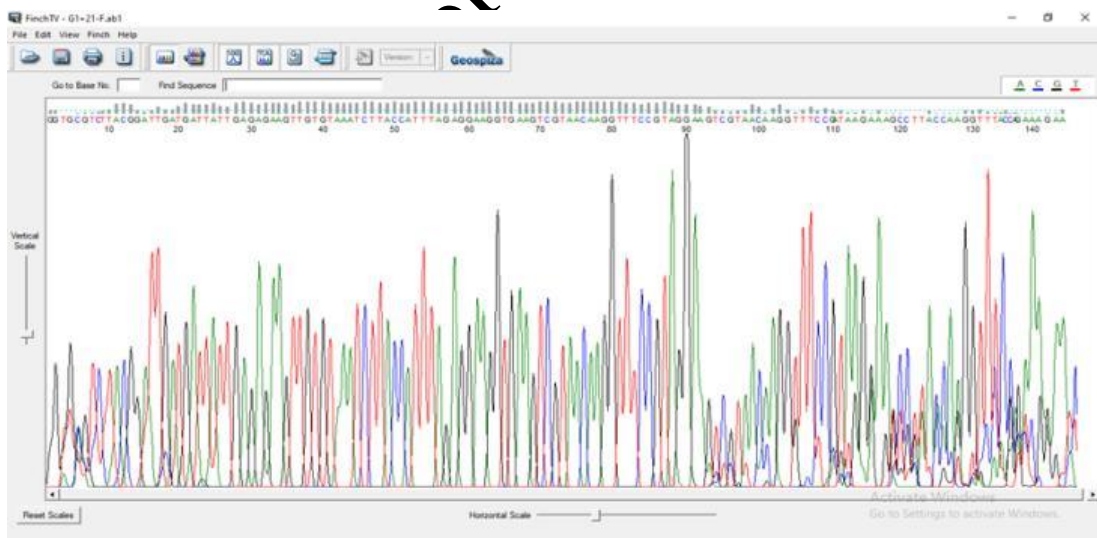 FinchTV - G1=21-F.ab1
File Edit View Finch Help
Version:
Geospiza
Go to Base No. Find Sequence
A C G T
GGTGCGTCTTACGGATTGATGATTATTGAGAGAAGTTGTGTAAATCTTACCATTTAGAGGAAGGTGAAGTCGTAACAAGGTTTCCGTAGGAAGTCGTAACAAGGTTTCCGATAAGAAAGCCTTACCAAGGTTTACCAGAAAGAA
10 20 30 40 50 60 70 80 90 100 110 120 130 140
Vertical
Scale
Activate Windows
Go to Settings to activate Windows.
Reset Scales Horizontal Scale